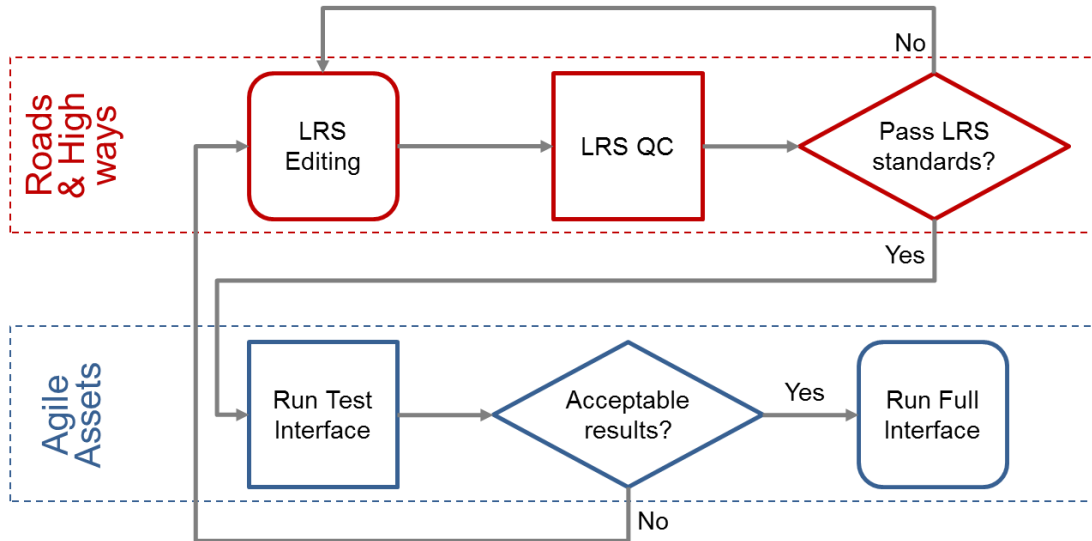 No
Roads
& High
ways
LRS
Editing
LRS QC
Pass LRS
standards?
Yes
Agile
Assets
Run Test
Interface
Acceptable
results?
Yes
Run Full
Interface
No